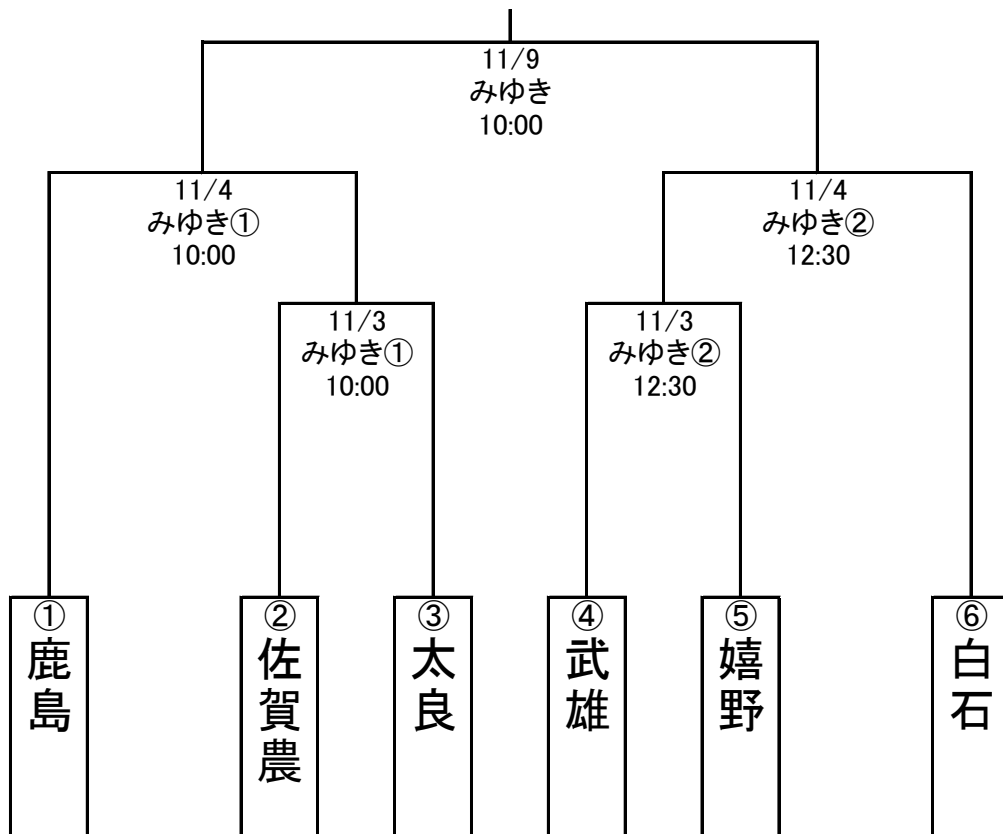 11/9
みゆき
10:00
11/4
みゆき①
10:00
11/4
みゆき②
12:30
11/3
みゆき①
10:00
11/3
みゆき②
12:30
①
鹿島
②
佐賀農
③
太良
④
武雄
⑤
嬉野
⑥
白石